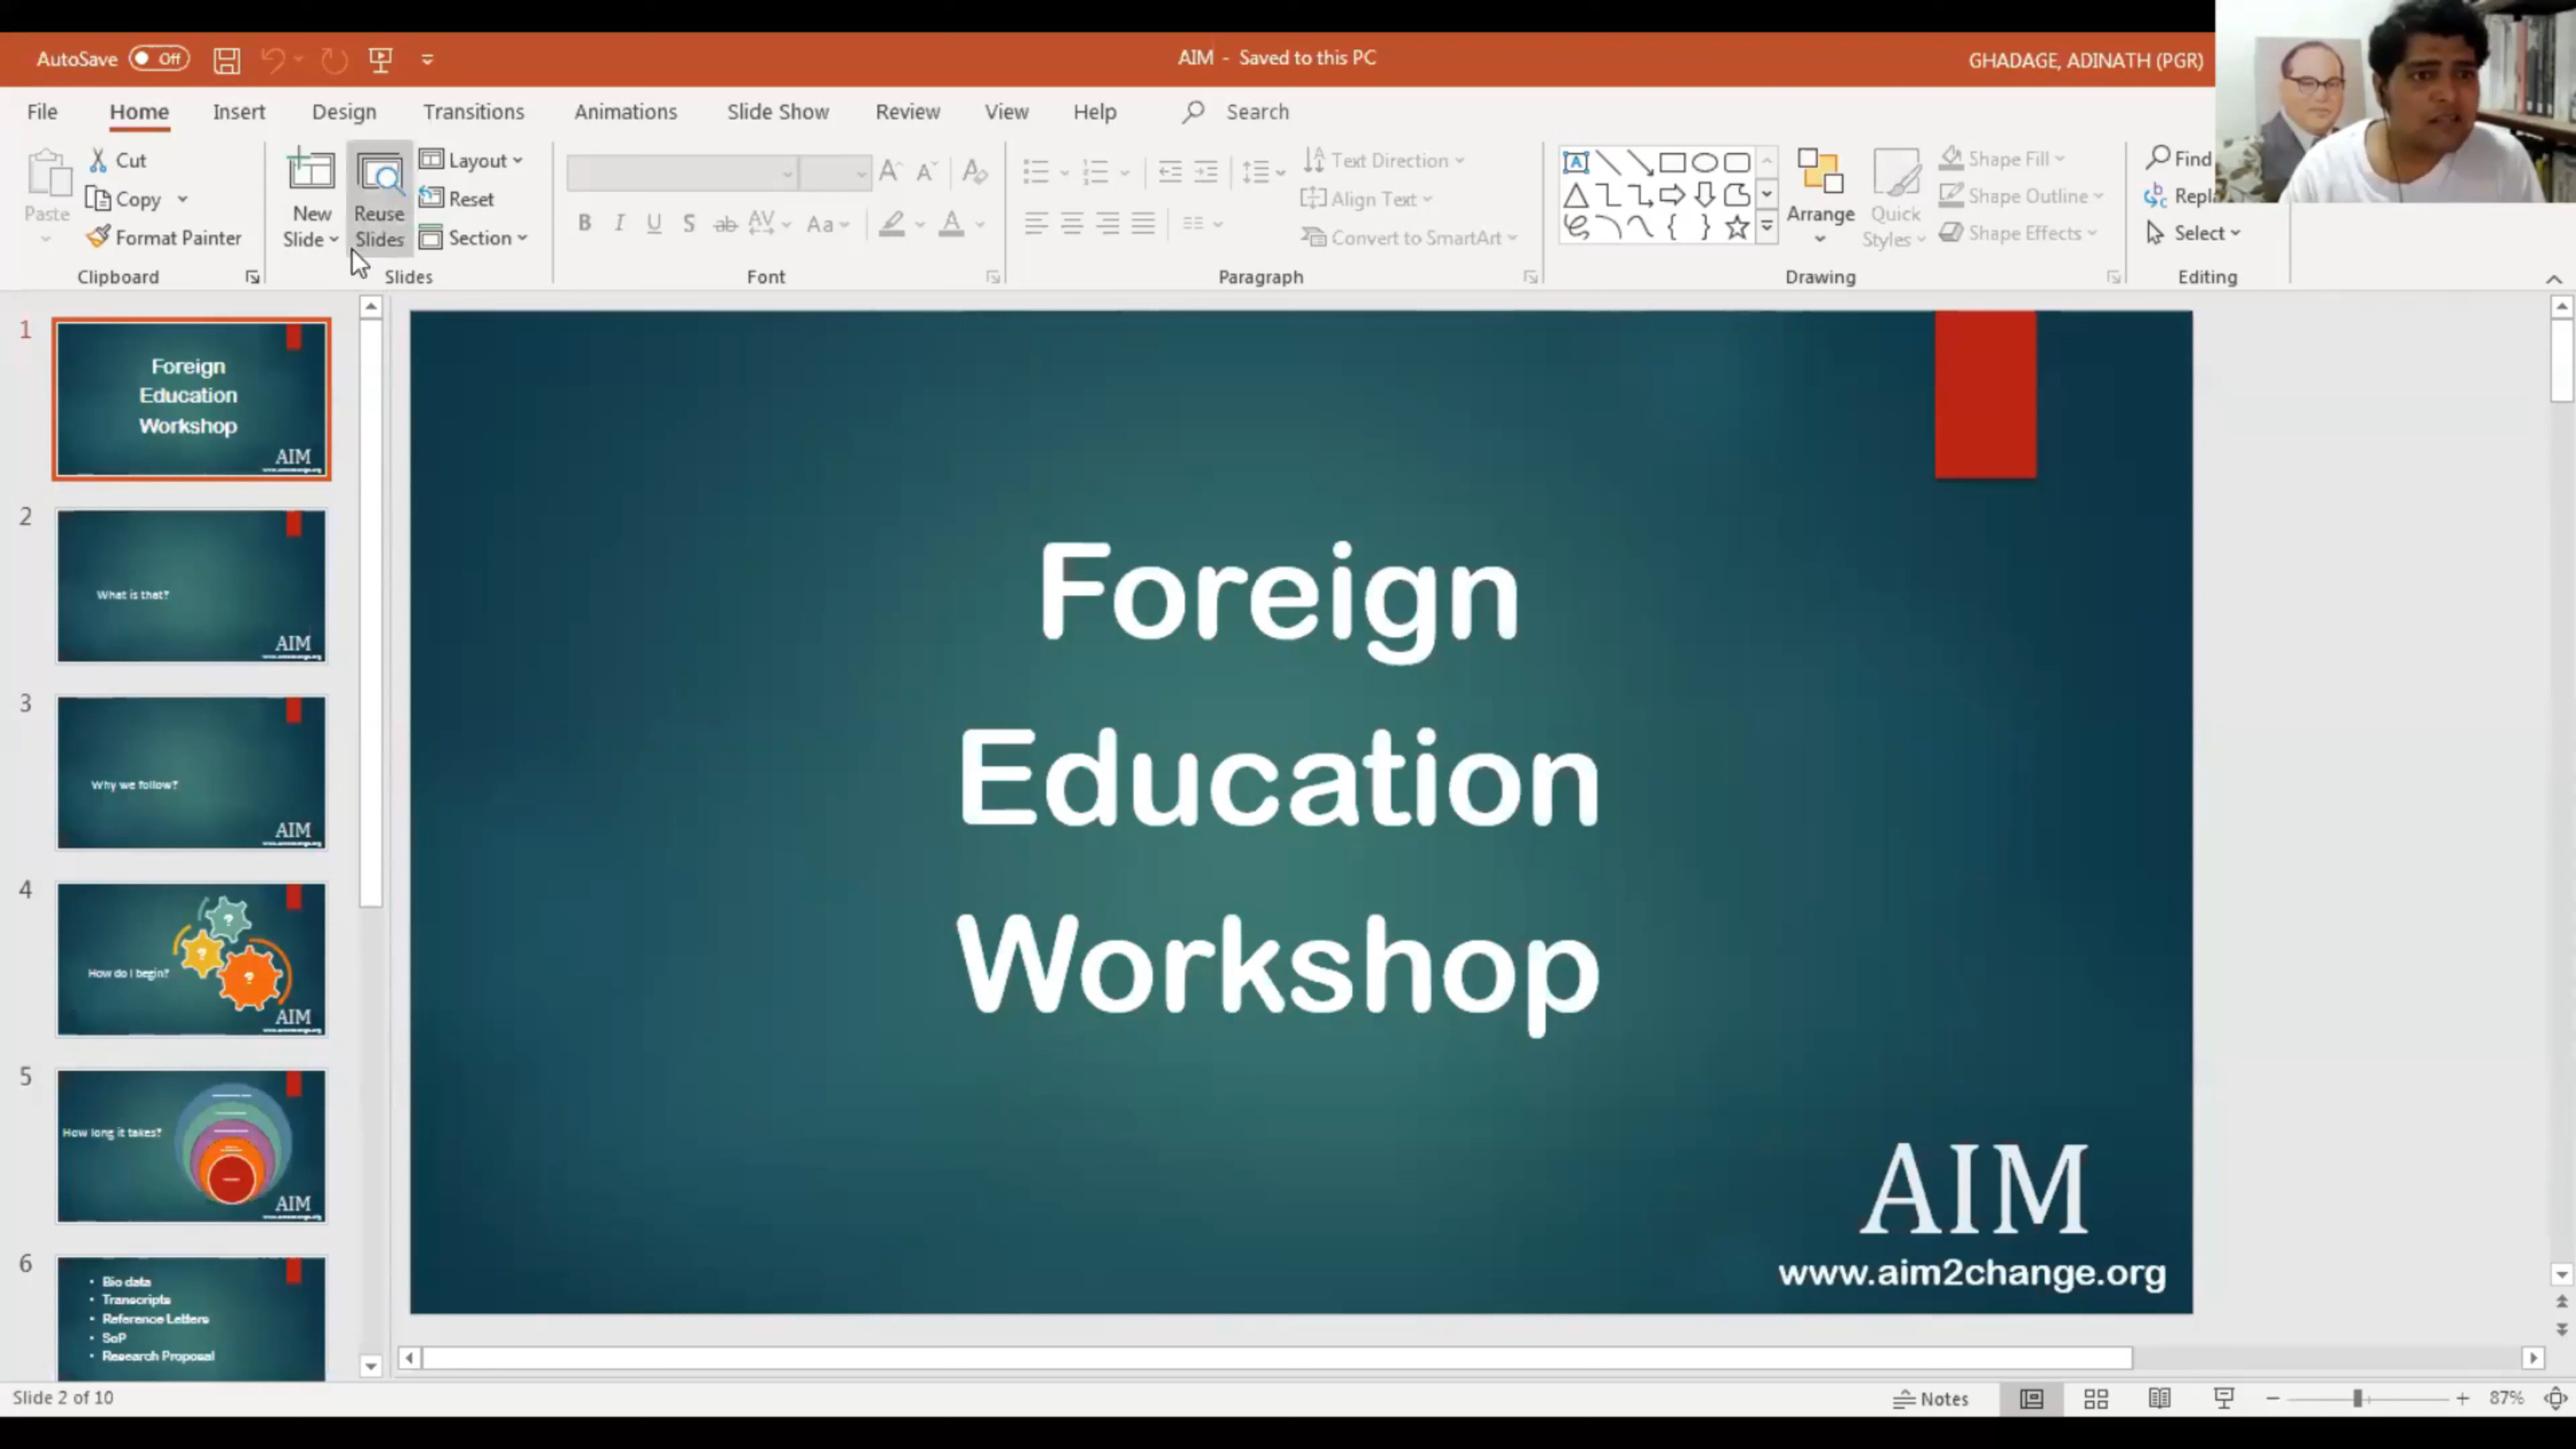 AutoSave Off
AIM - Saved to this PC
GHADAGE, ADINATH (PGR)
File Home Insert Design Transitions Animations Slide Show Review View Help Search
Paste
Cut
Copy
Format Painter
Clipboard
New Slide
Reuse Slides
Layout
Reset
Section
Slides
B I U S ab AV Aa A
Font
Text Direction
Align Text
Convert to SmartArt
Paragraph
Arrange
Quick Styles
Shape Fill
Shape Outline
Shape Effects
Drawing
Find
Repl
Select
Editing
1
Foreign
Education
Workshop
AIM
2
What is that?
AIM
3
Why we follow?
AIM
4
How do I begin?
? ? ?
AIM
5
How long it takes?
AIM
6
• Bio data
• Transcripts
• Reference Letters
• SoP
• Research Proposal
Foreign
Education
Workshop
AIM
www.aim2change.org
Slide 2 of 10
Notes
87%